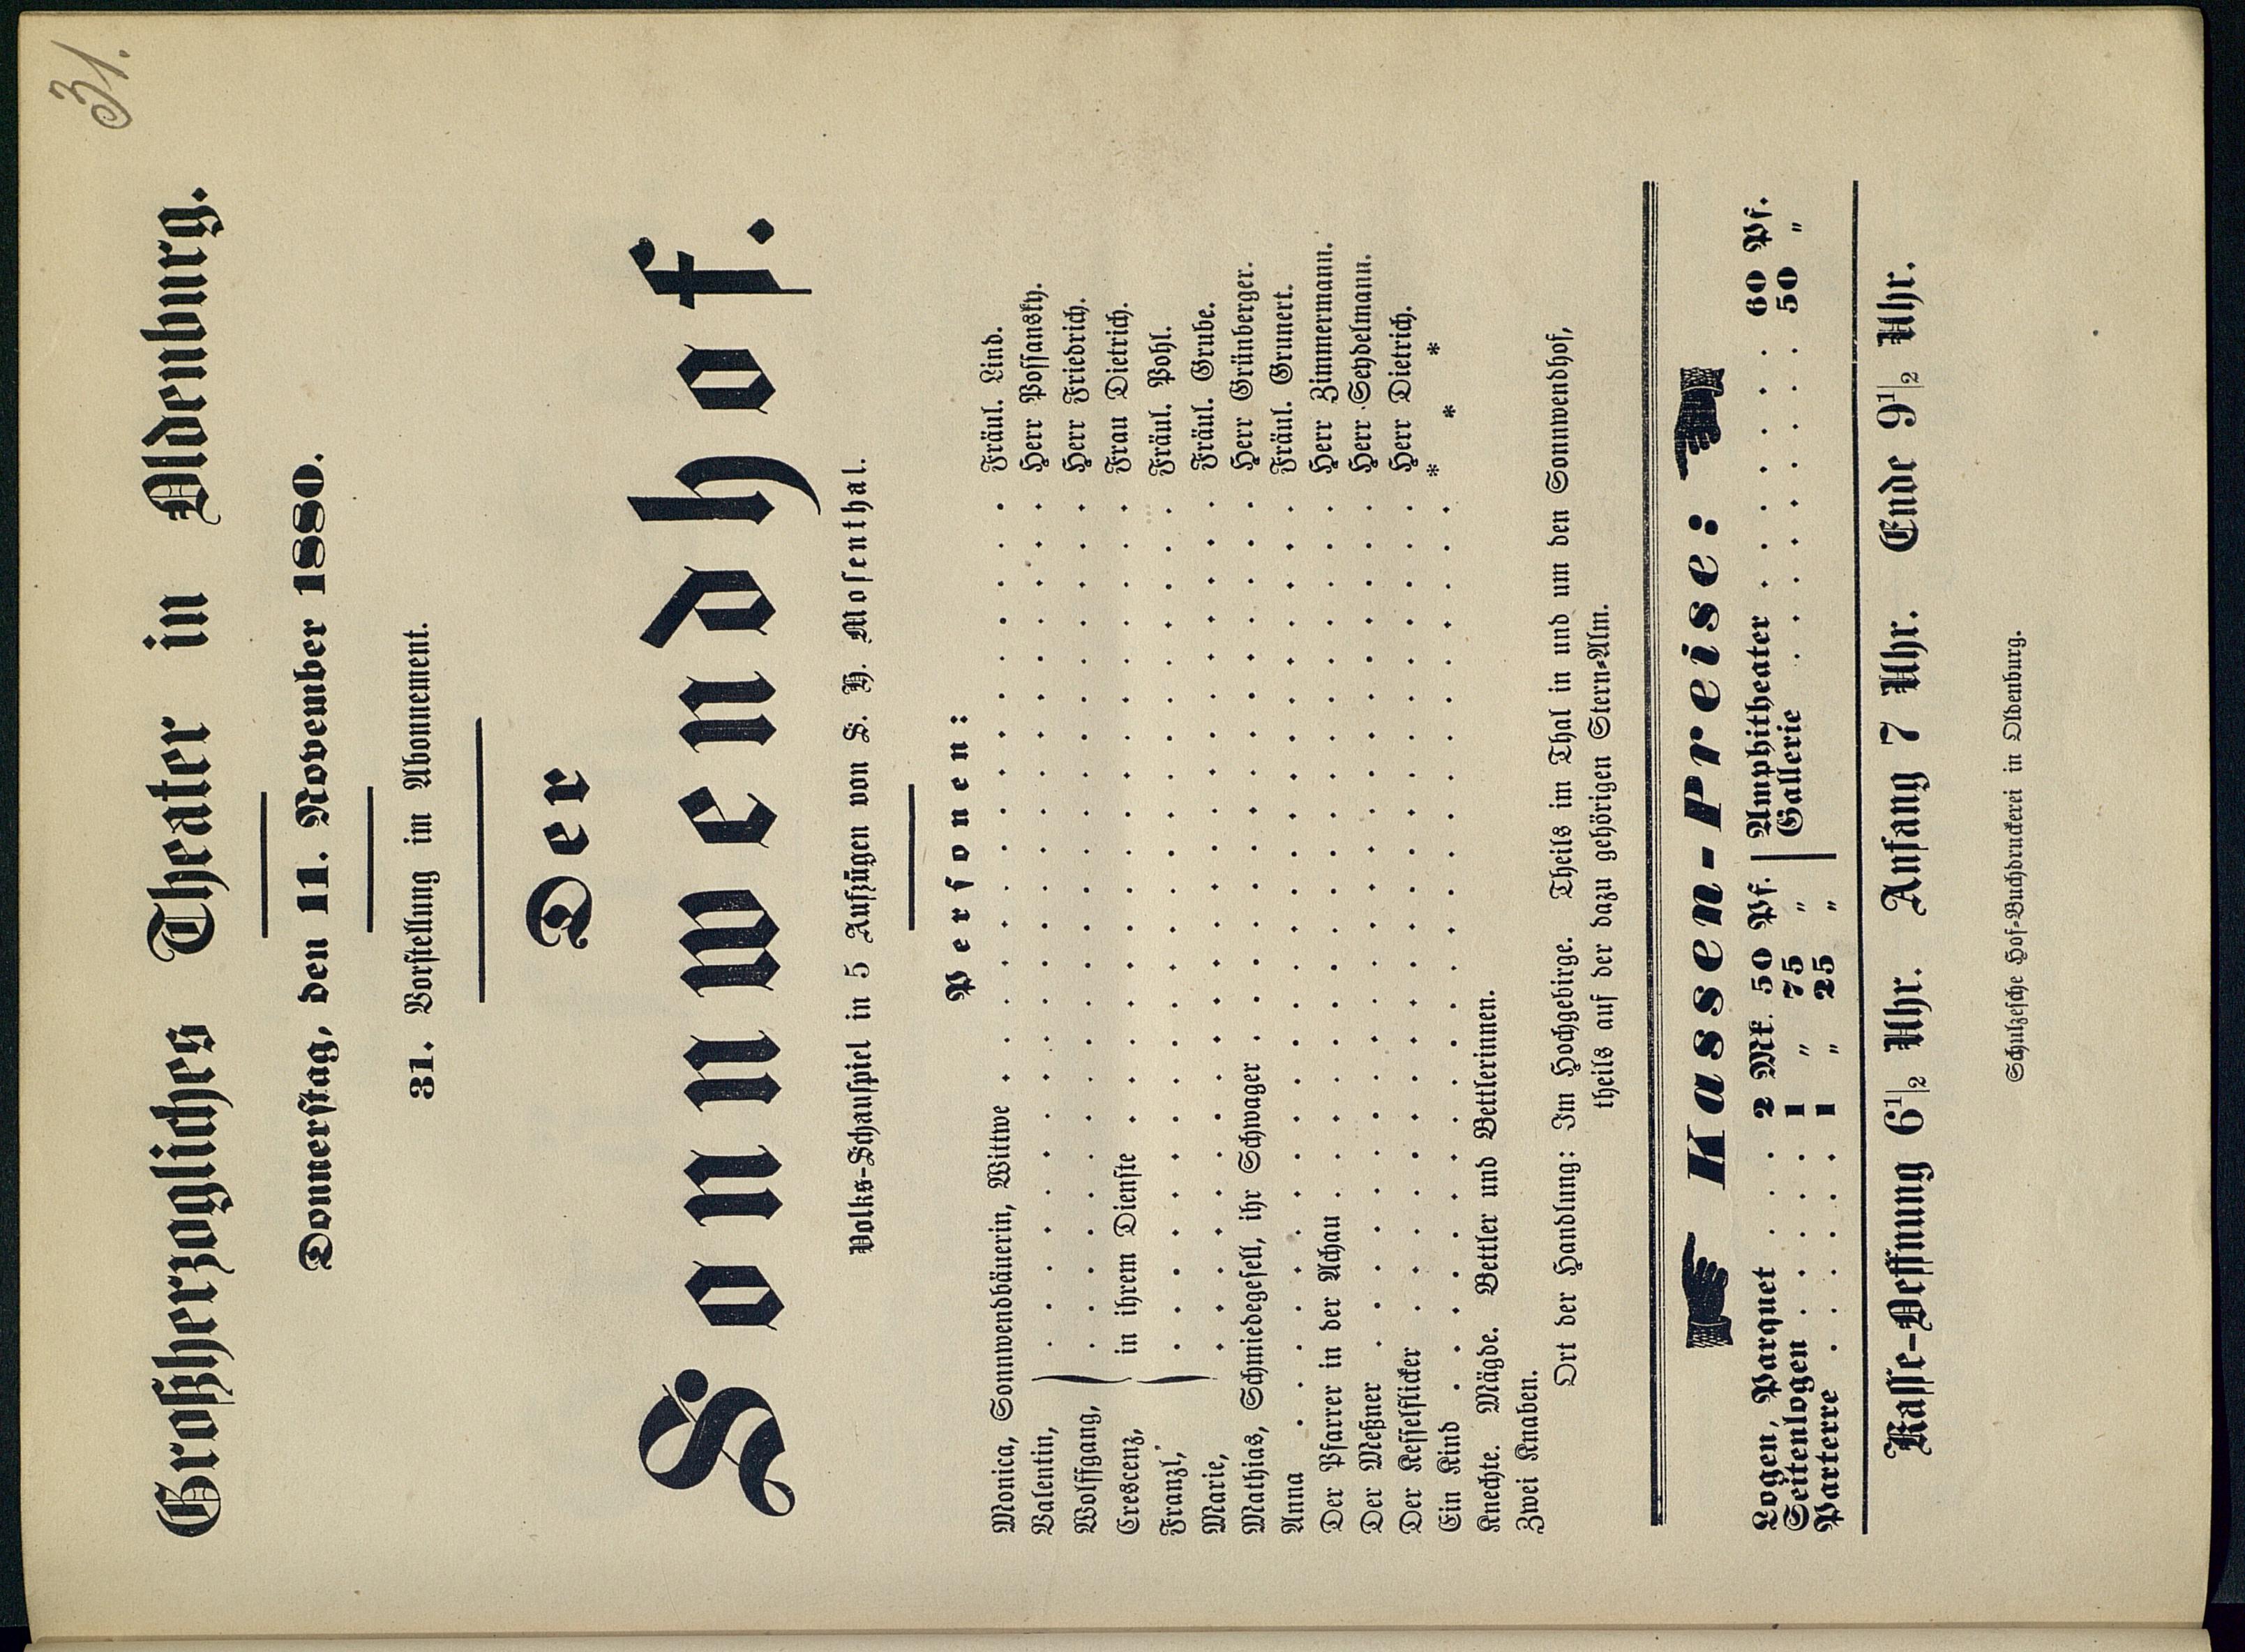 31.
Großherzogliches Theater in Oldenburg.
Donnerstag, den 11. November 1880.
31. Vorstellung im Abonnement.
Der
Sonnwendhof.
Volks-Schauspiel in 5 Aufzügen von S. H. Mosenthal.
Personen:
Monica, Sonnwendbäuerin, Wittwe . . . . . . . . . . . . . . . . Fräul. Lind.
Valentin, . . . . . . . . . . . . . . . . . . . . . . . Herr Possansky.
Wolffgang, . . . . . . . . . . . . . . . . . . . . . . . Herr Friedrich.
Crescenz, in ihrem Dienste . . . . . . . . . . . . . . . . . . Frau Dietrich.
Franzl, . . . . . . . . . . . . . . . . . . . . . . . Fräul. Pohl.
Marie, . . . . . . . . . . . . . . . . . . . . . . . Fräul. Grube.
Mathias, Schmiedegesell, ihr Schwager . . . . . . . . . . . . . . . Herr Grünberger.
Anna . . . . . . . . . . . . . . . . . . . . . . . . . Fräul. Grunert.
Der Pfarrer in der Achau . . . . . . . . . . . . . . . . . . . Herr Zimmermann.
Der Meßner . . . . . . . . . . . . . . . . . . . . . . . Herr Seydelmann.
Der Kesselflicker . . . . . . . . . . . . . . . . . . . . . . Herr Dietrich.
Ein Kind . . . . . . . . . . . . . . . . . . . . . . . . * * *
Knechte. Mägde. Bettler und Bettlerinnen.
Zwei Knaben.
Ort der Handlung: Im Hochgebirge. Theils im Thal in und um den Sonnwendhof,
theils auf der dazu gehörigen Stern-Alm.
Kassen-Preise:
Logen, Parquet . . . 2 Mk. 50 Pf. | Amphitheater . . . . . . . 60 Pf.
Seitenlogen . . . . . 1 „ 75 „ | Gallerie . . . . . . . . . 50 „
Parterre . . . . . . 1 „ 25 „
Kasse-Oeffnung 6 1/2 Uhr. Anfang 7 Uhr. Ende 9 1/2 Uhr.
Schulzesche Hof-Buchdruckerei in Oldenburg.